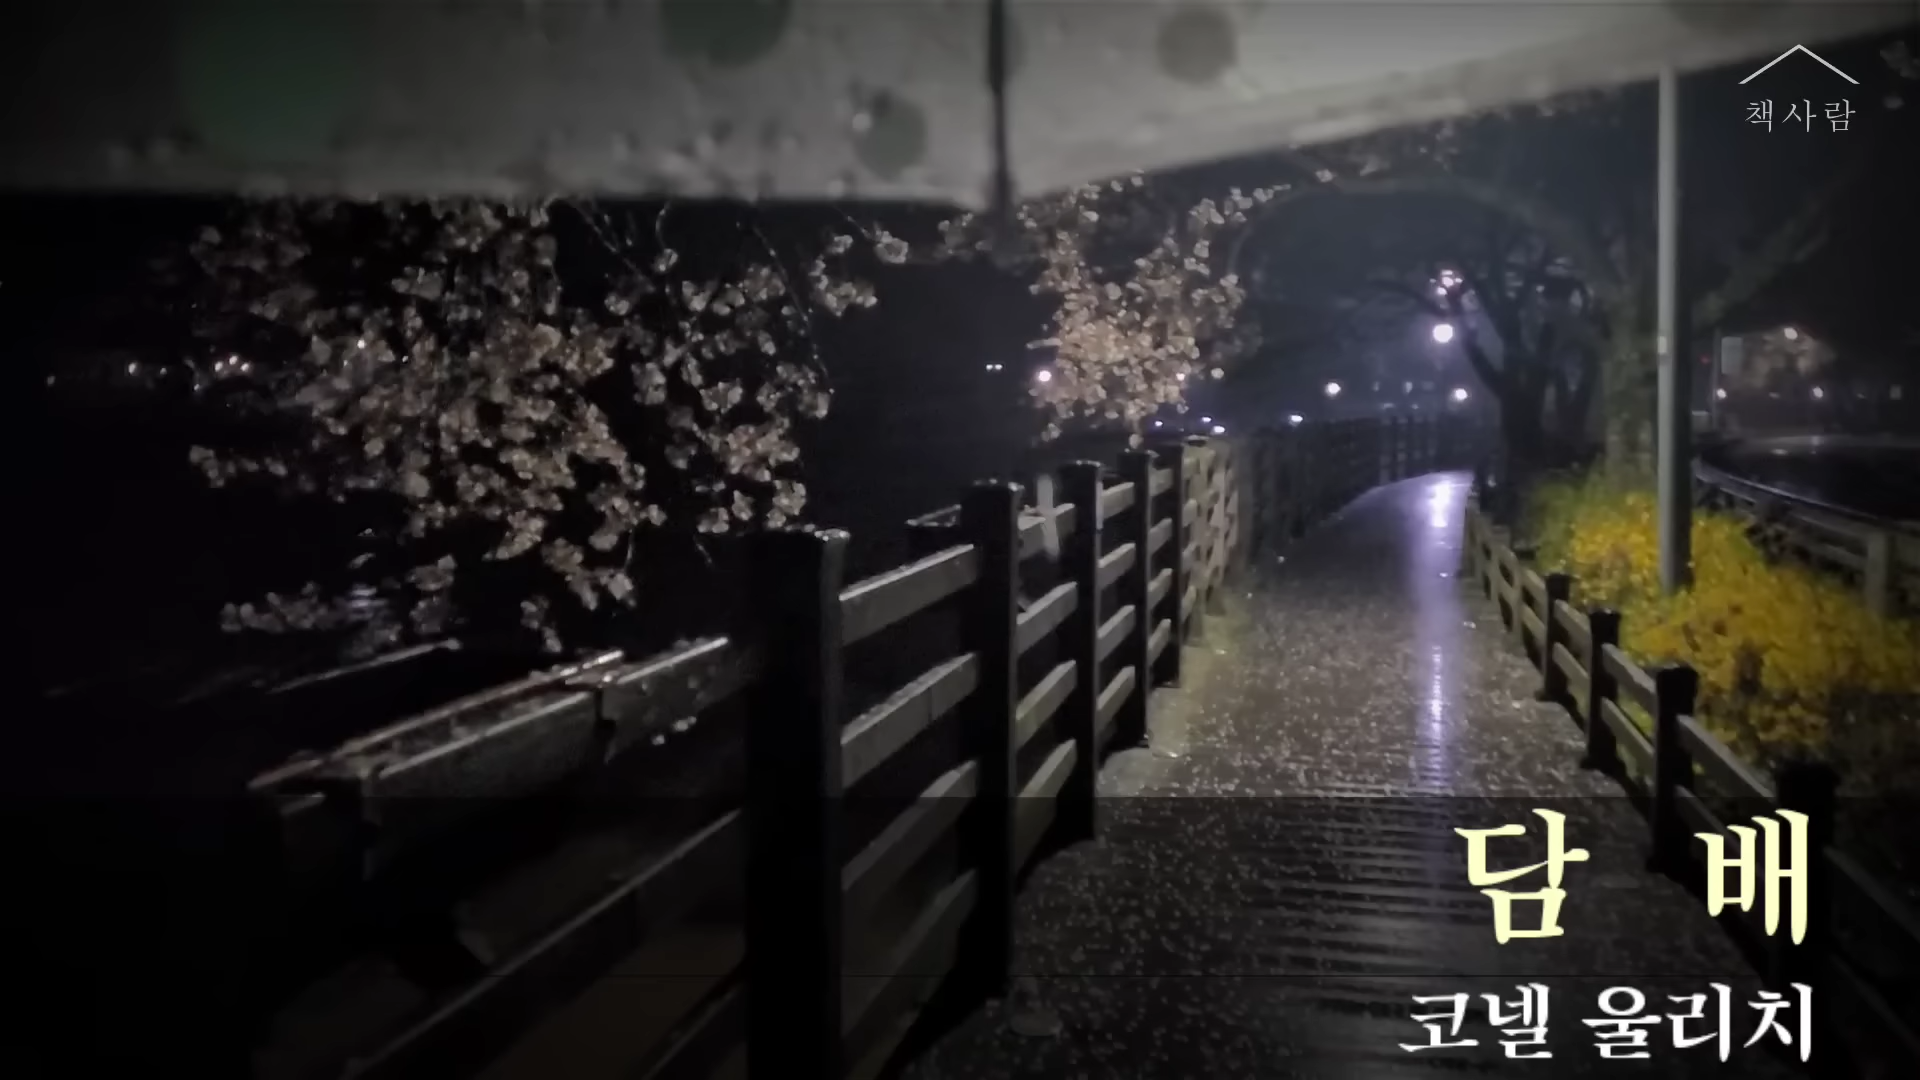 책사람
담 배
코넬 울리치